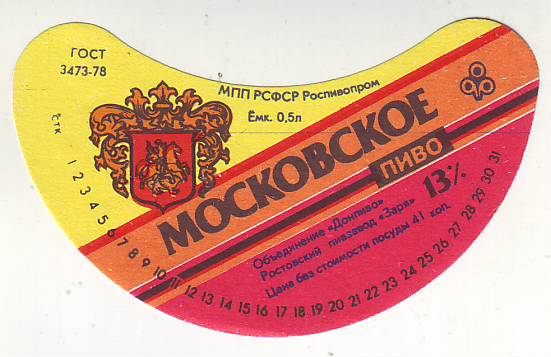 ГОСТ
3473-78
МПП РСФСР Роспивопром
Ёмк. 0,5л
ЁТК
МОСКОВСКОЕ
ПИВО
13%
Объединение «Донпиво»
Ростовский пивзавод «Заря»
Цена без стоимости посуды 41 коп.
1 2 3 4 5 6 7 8 9 10 11 12 13 14 15 16 17 18 19 20 21 22 23 24 25 26 27 28 29 30 31